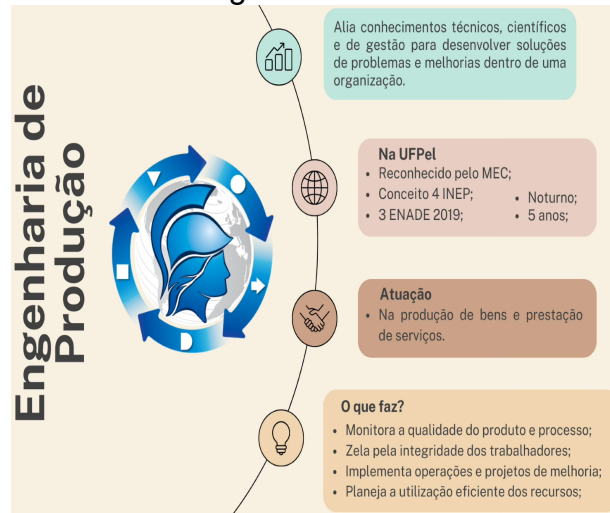 Engenharia de
Produção
Alia conhecimentos técnicos, científicos
e de gestão para desenvolver soluções
de problemas e melhorias dentro de uma
organização.
Na UFPel
• Reconhecido pelo MEC;
• Conceito 4 INEP;
• 3 ENADE 2019;
• Noturno;
• 5 anos;
Atuação
• Na produção de bens e prestação
de serviços.
O que faz?
• Monitora a qualidade do produto e processo;
• Zela pela integridade dos trabalhadores;
• Implementa operações e projetos de melhoria;
• Planeja a utilização eficiente dos recursos;